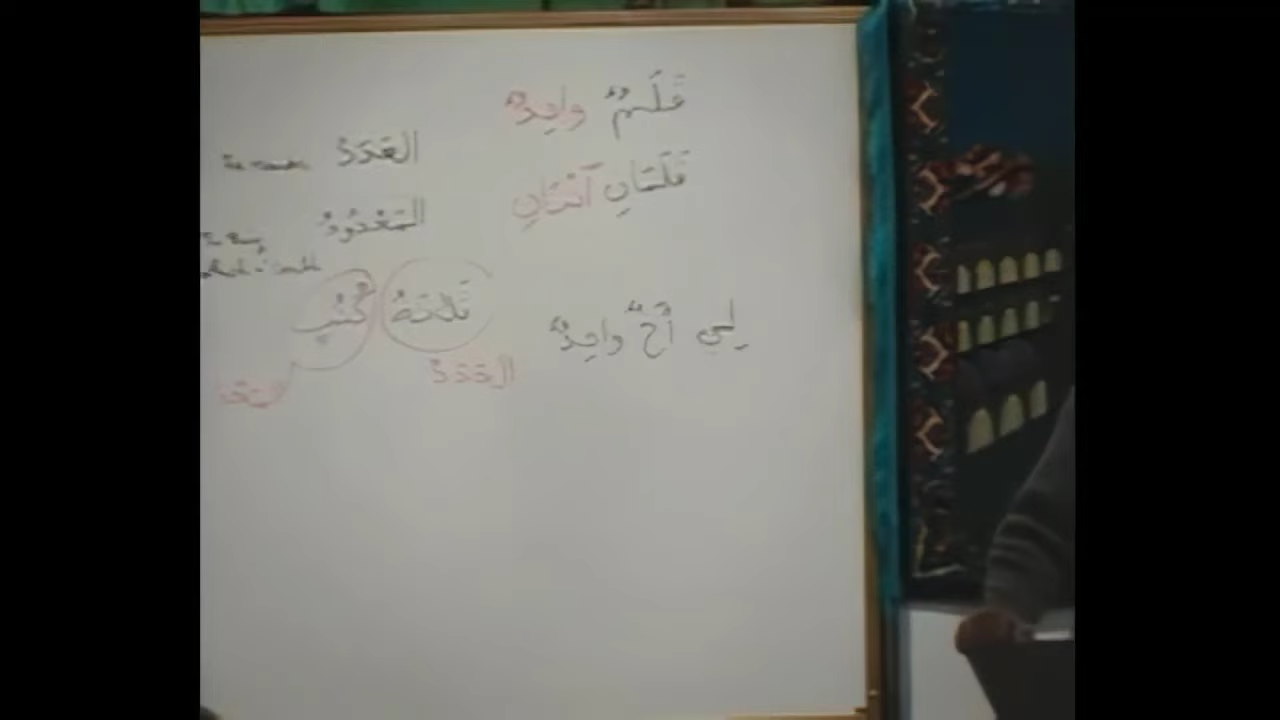 قَلَمٌ وَاحِدٌ
قَلَمَانِ اثْنَانِ
لِي أَخٌ وَاحِدٌ
العَدَدُ
المَعْدُودُ
ثَلَاثَةُ كُتُبٍ
العَدَدُ